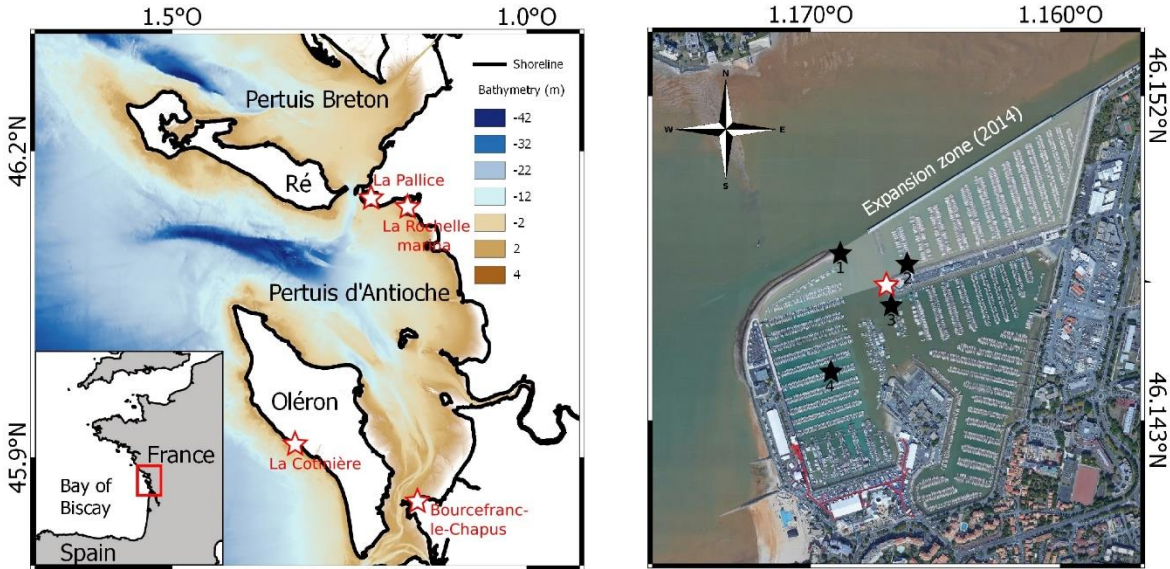 1.5°O
1.0°O
46.2°N
45.9°N
Pertuis Breton
Shoreline
Bathymetry (m)
-42
-32
-22
-12
-2
2
4
Ré
La Pallice
La Rochelle
marina
Pertuis d'Antioche
Oléron
La Cotinière
Bourcefranc-
le-Chapus
France
Bay of
Biscay
Spain
1.170°O
1.160°O
46.152°N
46.143°N
N
W
E
S
Expansion zone (2014)
1
2
3
4